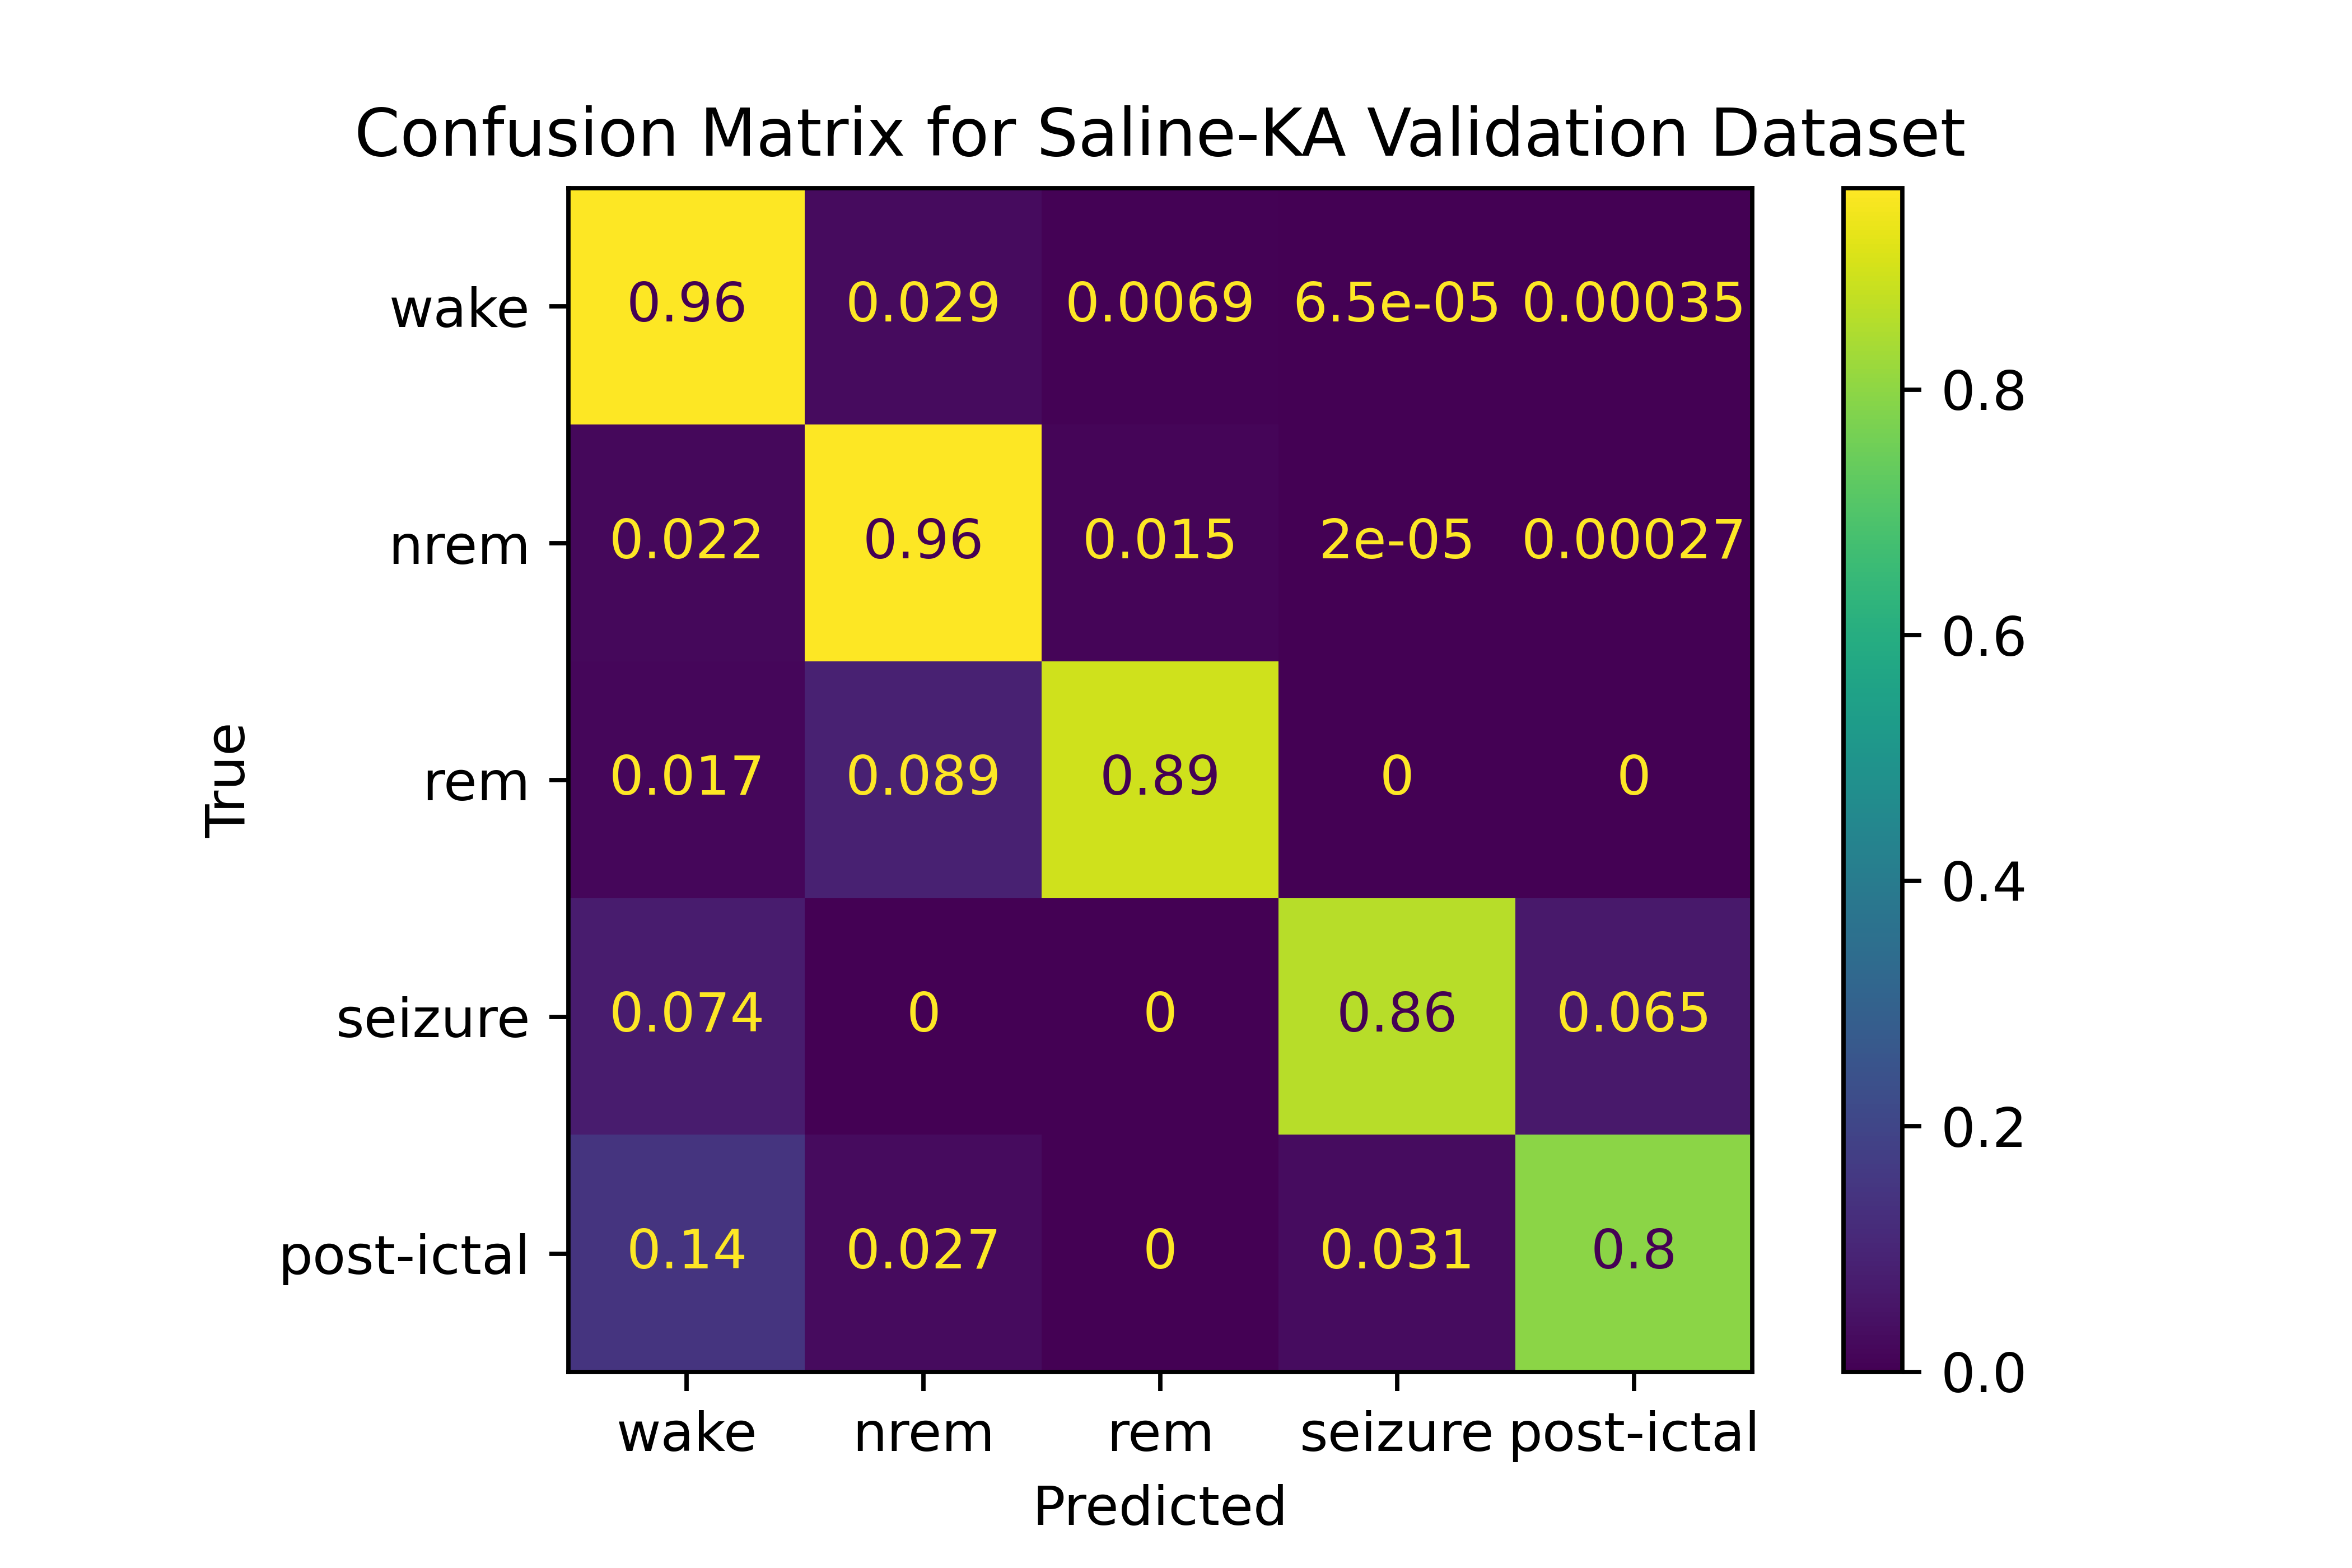 Confusion Matrix for Saline-KA Validation Dataset
wake 0.96 0.029 0.0069 6.5e-05 0.00035
nrem 0.022 0.96 0.015 2e-05 0.00027
rem 0.017 0.089 0.89 0 0
seizure 0.074 0 0 0.86 0.065
post-ictal 0.14 0.027 0 0.031 0.8
wake nrem rem seizure post-ictal
Predicted
True
0.8
0.6
0.4
0.2
0.0